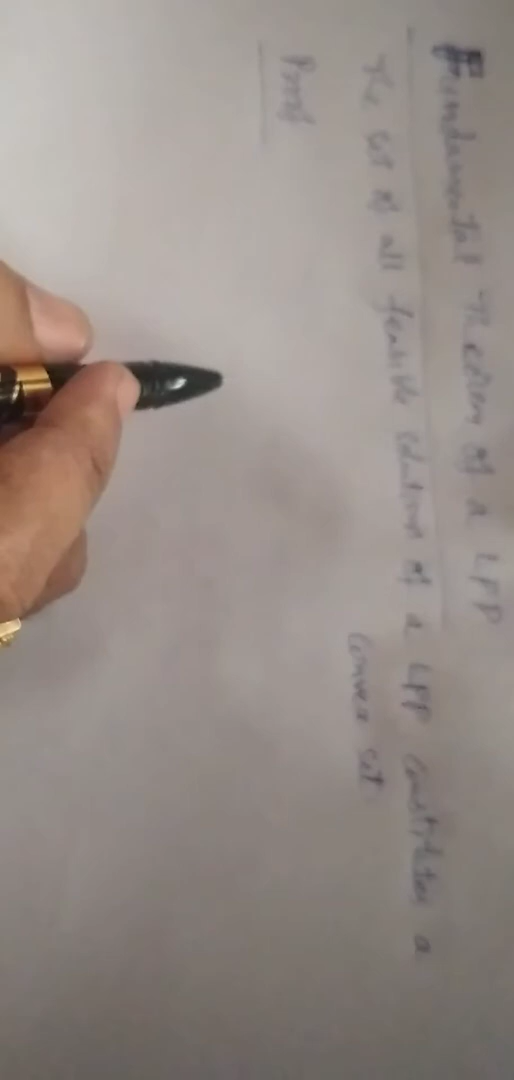 Fundamental Theorem of a LPP
The set of all feasible solutions of a LPP constitutes a
convex set
Proof